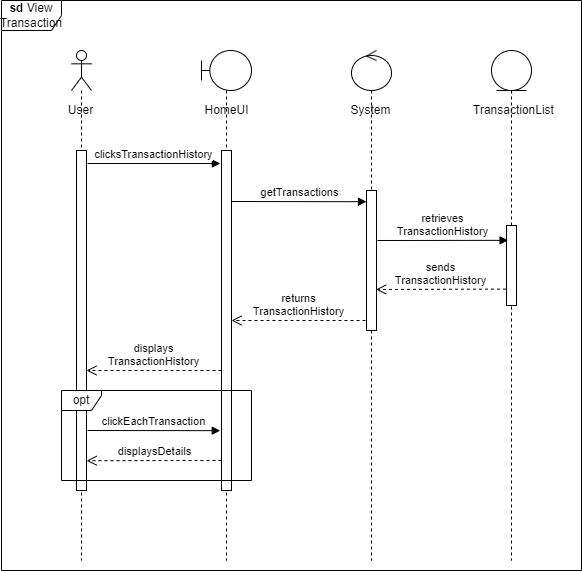 sd View
Transaction
User
HomeUI
System
TransactionList
clicksTransactionHistory
getTransactions
retrieves
TransactionHistory
sends
TransactionHistory
returns
TransactionHistory
displays
TransactionHistory
opt
clickEachTransaction
displaysDetails